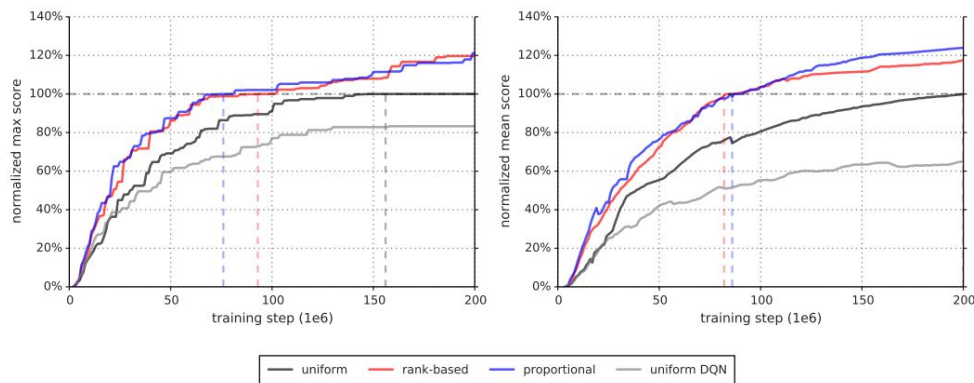 140%
120%
100%
80%
60%
40%
20%
0%
normalized max score
0 50 100 150 200
training step (1e6)
140%
120%
100%
80%
60%
40%
20%
0%
normalized mean score
0 50 100 150 200
training step (1e6)
uniform rank-based proportional uniform DQN